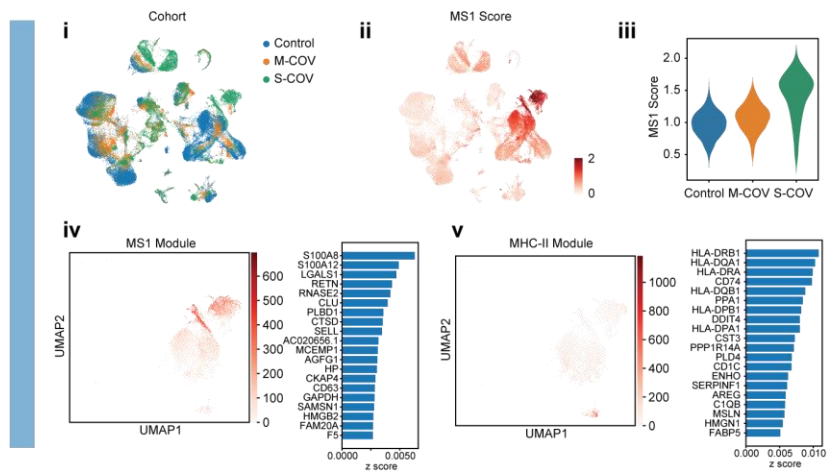 i
Cohort
Control
M-COV
S-COV
ii
MS1 Score
2
0
iii
MS1 Score
2.0
1.5
1.0
0.5
Control M-COV S-COV
iv
MS1 Module
UMAP2
UMAP1
600
500
400
300
200
100
0
S100A8
S100A12
LGALS1
RETN
RNASE2
CLU
PLBD1
CTSD
SELL
AC020656.1
MCEMP1
AGFG1
HP
CKAP4
CD63
GAPDH
SAMSN1
HMGB2
FAM20A
F5
0.0000 0.0050
z score
v
MHC-II Module
UMAP2
UMAP1
1000
800
600
400
200
0
HLA-DRB1
HLA-DQA1
HLA-DRA
CD74
HLA-DQB1
PPA1
HLA-DPB1
DDIT4
HLA-DPA1
CST3
PPP1R14A
PLD4
CD1C
ENHO
SERPINF1
AREG
C1QB
MSLN
HMGN1
FABP5
0.000 0.005 0.010
z score